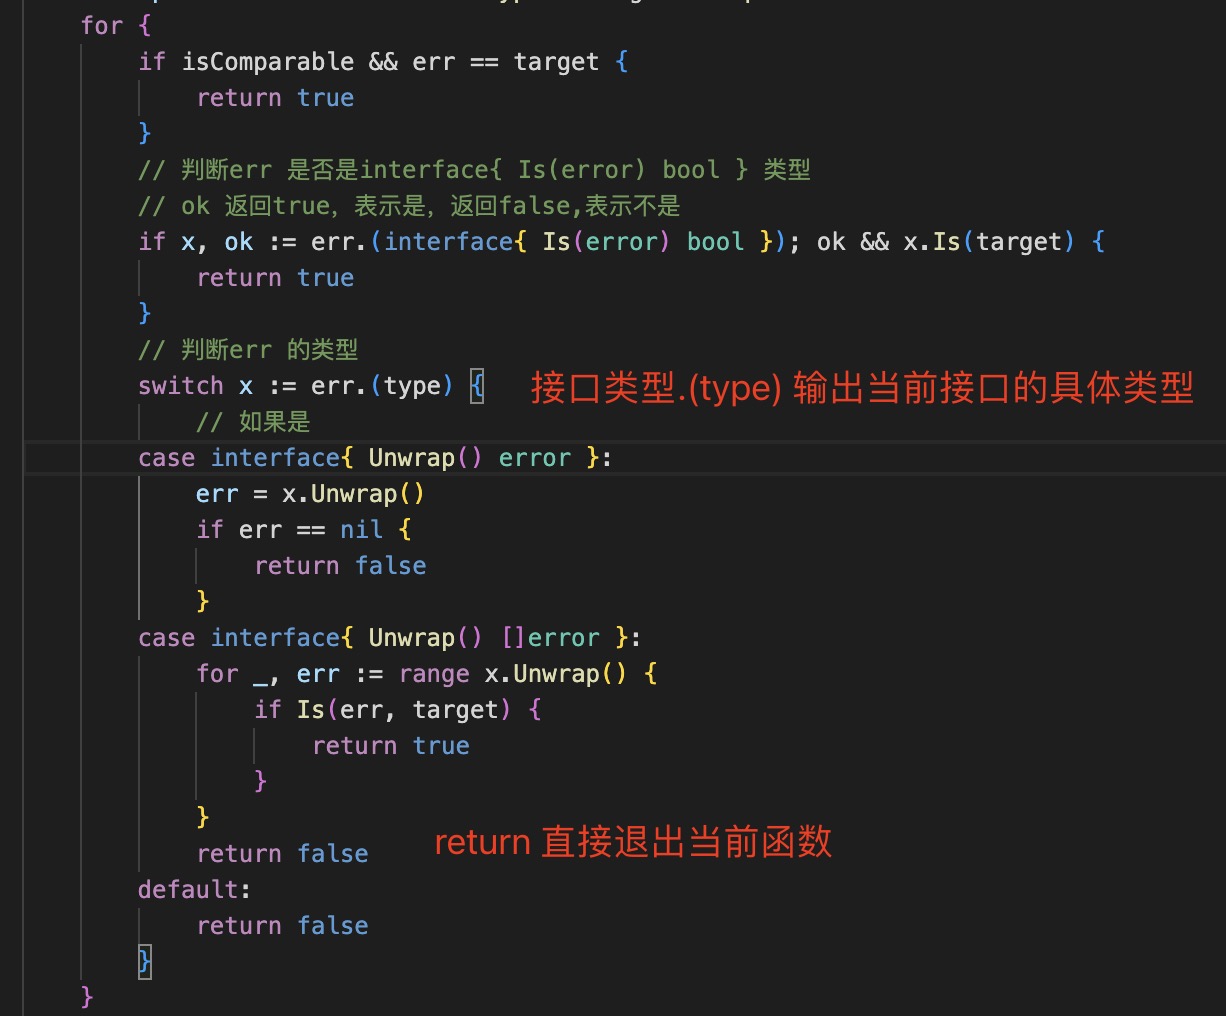 for {
if isComparable && err == target {
return true
}
// 判断err 是否是interface{ Is(error) bool } 类型
// ok 返回true，表示是，返回false,表示不是
if x, ok := err.(interface{ Is(error) bool }); ok && x.Is(target) {
return true
}
// 判断err 的类型
switch x := err.(type) { 接口类型.(type) 输出当前接口的具体类型
// 如果是
case interface{ Unwrap() error }:
err = x.Unwrap()
if err == nil {
return false
}
case interface{ Unwrap() []error }:
for _, err := range x.Unwrap() {
if Is(err, target) {
return true
}
}
return false return 直接退出当前函数
default:
return false
}
}